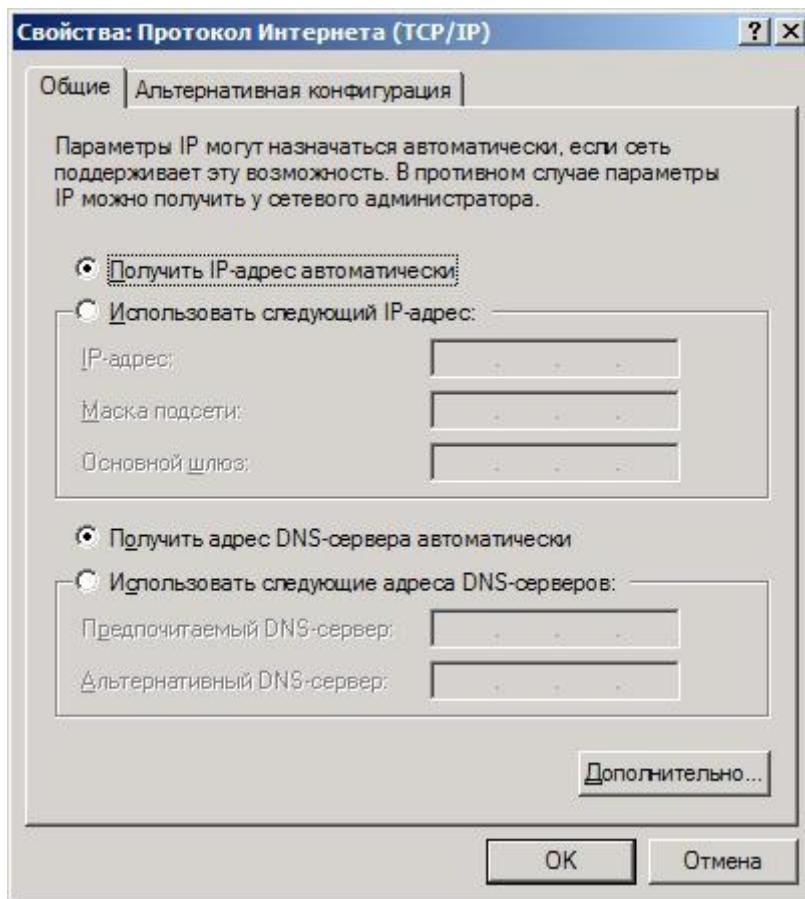 Свойства: Протокол Интернета (TCP/IP)
Общие
Альтернативная конфигурация
Параметры IP могут назначаться автоматически, если сеть
поддерживает эту возможность. В противном случае параметры
IP можно получить у сетевого администратора.
Получить IP-адрес автоматически
Использовать следующий IP-адрес:
IP-адрес:
Маска подсети:
Основной шлюз:
Получить адрес DNS-сервера автоматически
Использовать следующие адреса DNS-серверов:
Предпочитаемый DNS-сервер:
Альтернативный DNS-сервер:
Дополнительно...
OK
Отмена